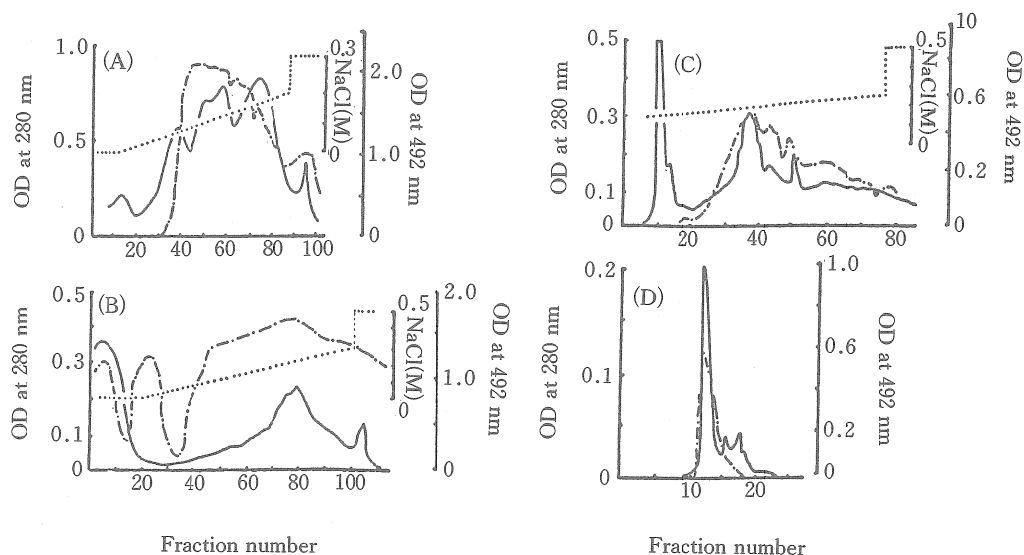 (A)
OD at 280 nm
1.0
0.5
0
20 40 60 80 100
0.3
0
NaCl(M)
2.0
1.0
0
OD at 492 nm
(B)
OD at 280 nm
0.5
0.3
0.1
0
20 40 60 80 100
0.5
0
NaCl(M)
2.0
1.0
0
OD at 492 nm
Fraction number
(C)
OD at 280 nm
0.5
0.3
0.1
0
20 40 60 80
0.5
0
NaCl(M)
10
0.6
0.2
0
OD at 492 nm
(D)
OD at 280 nm
0.2
0.1
0
10 20
1.0
0.6
0.2
0
OD at 492 nm
Fraction number